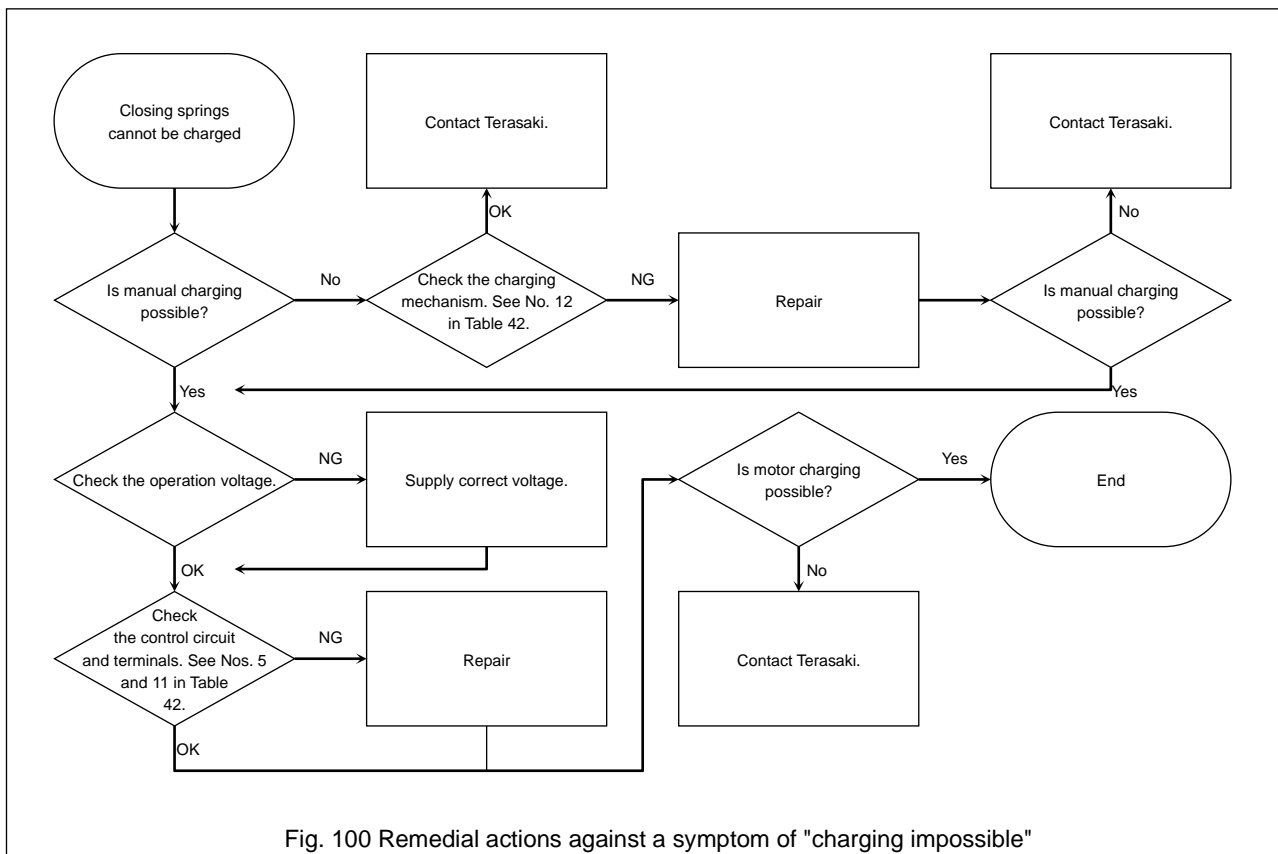 Closing springs
cannot be charged
Contact Terasaki.
Contact Terasaki.
OK
No
Is manual charging
possible?
No
Check the charging
mechanism. See No. 12
in Table 42.
NG
Repair
Is manual charging
possible?
Yes
Yes
Check the operation voltage.
NG
Supply correct voltage.
Is motor charging
possible?
Yes
End
OK
No
Check
the control circuit
and terminals. See Nos. 5
and 11 in Table
42.
NG
Repair
Contact Terasaki.
OK
Fig. 100 Remedial actions against a symptom of "charging impossible"